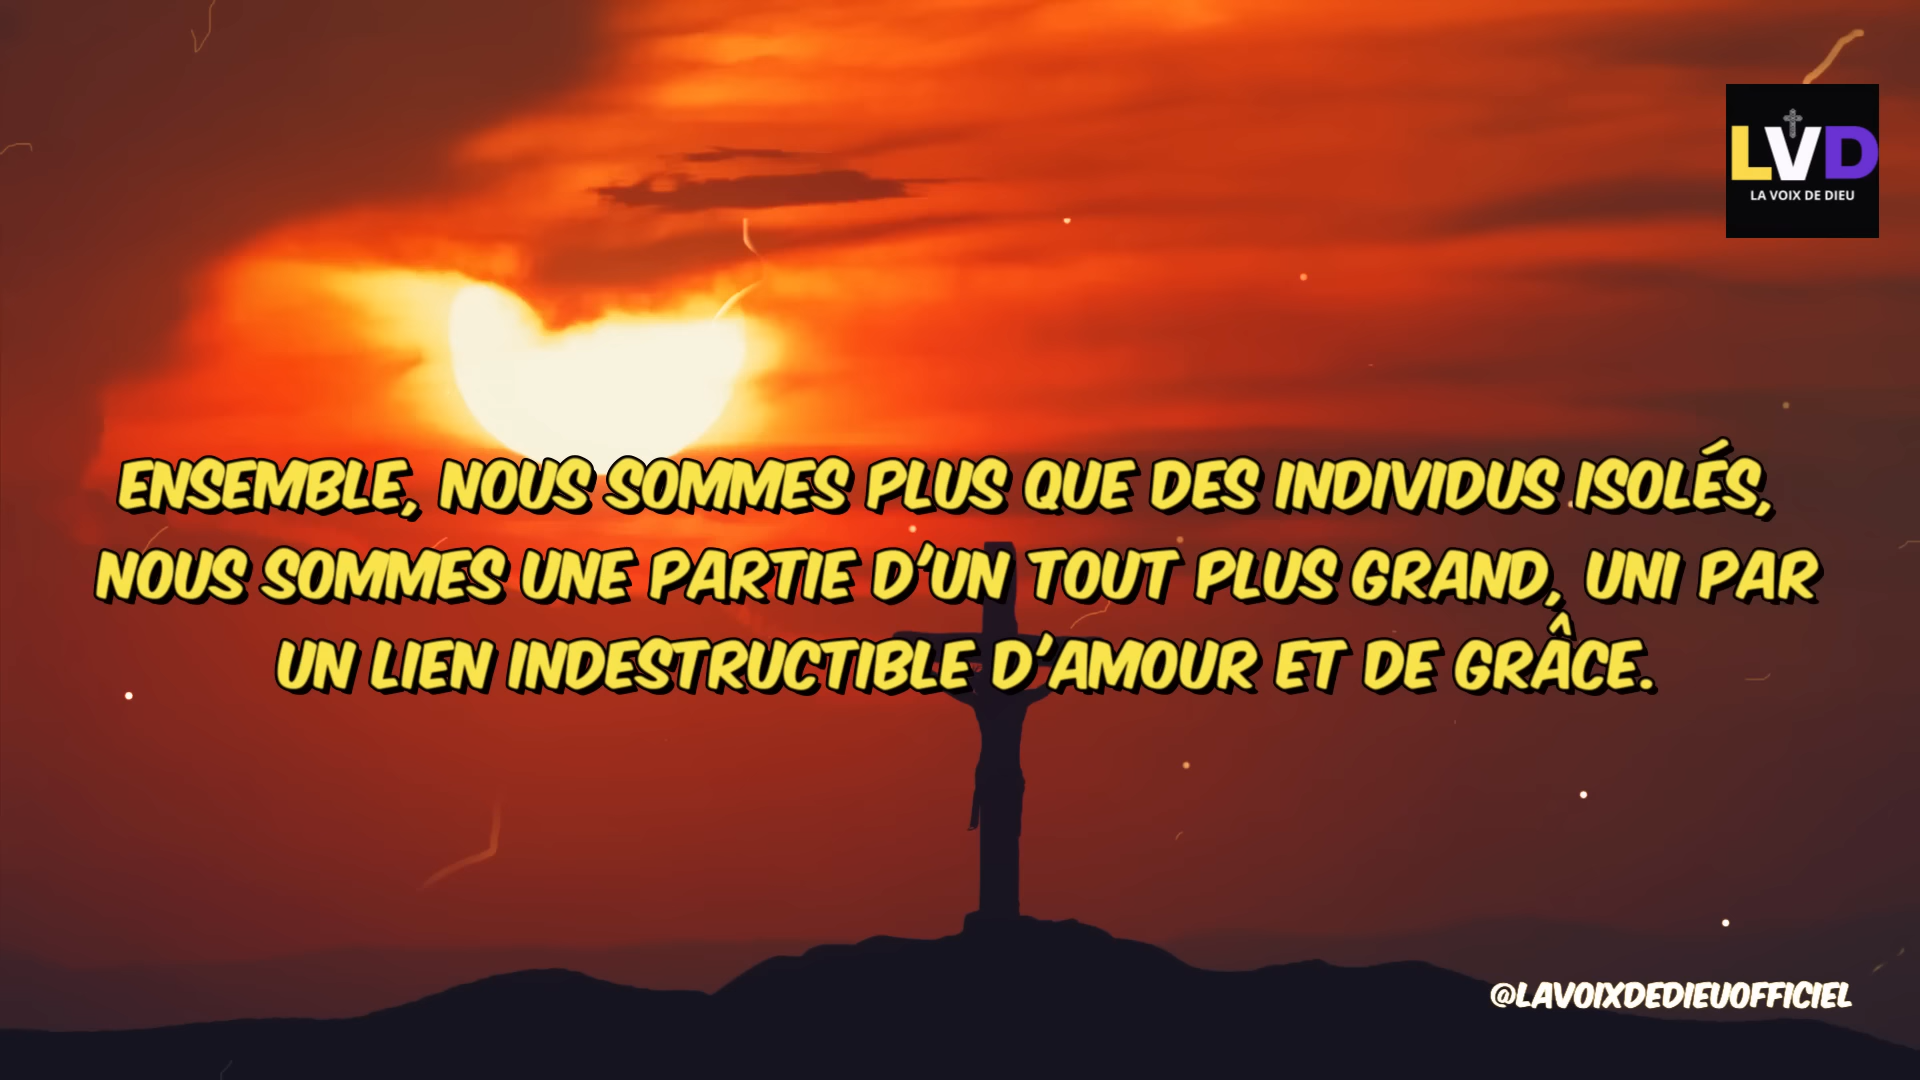 LVD
LA VOIX DE DIEU
ENSEMBLE, NOUS SOMMES PLUS QUE DES INDIVIDUS ISOLÉS,
NOUS SOMMES UNE PARTIE D'UN TOUT PLUS GRAND, UNI PAR
UN LIEN INDESTRUCTIBLE D'AMOUR ET DE GRÂCE.
@LAVOIXDEDIEUOFFICIEL